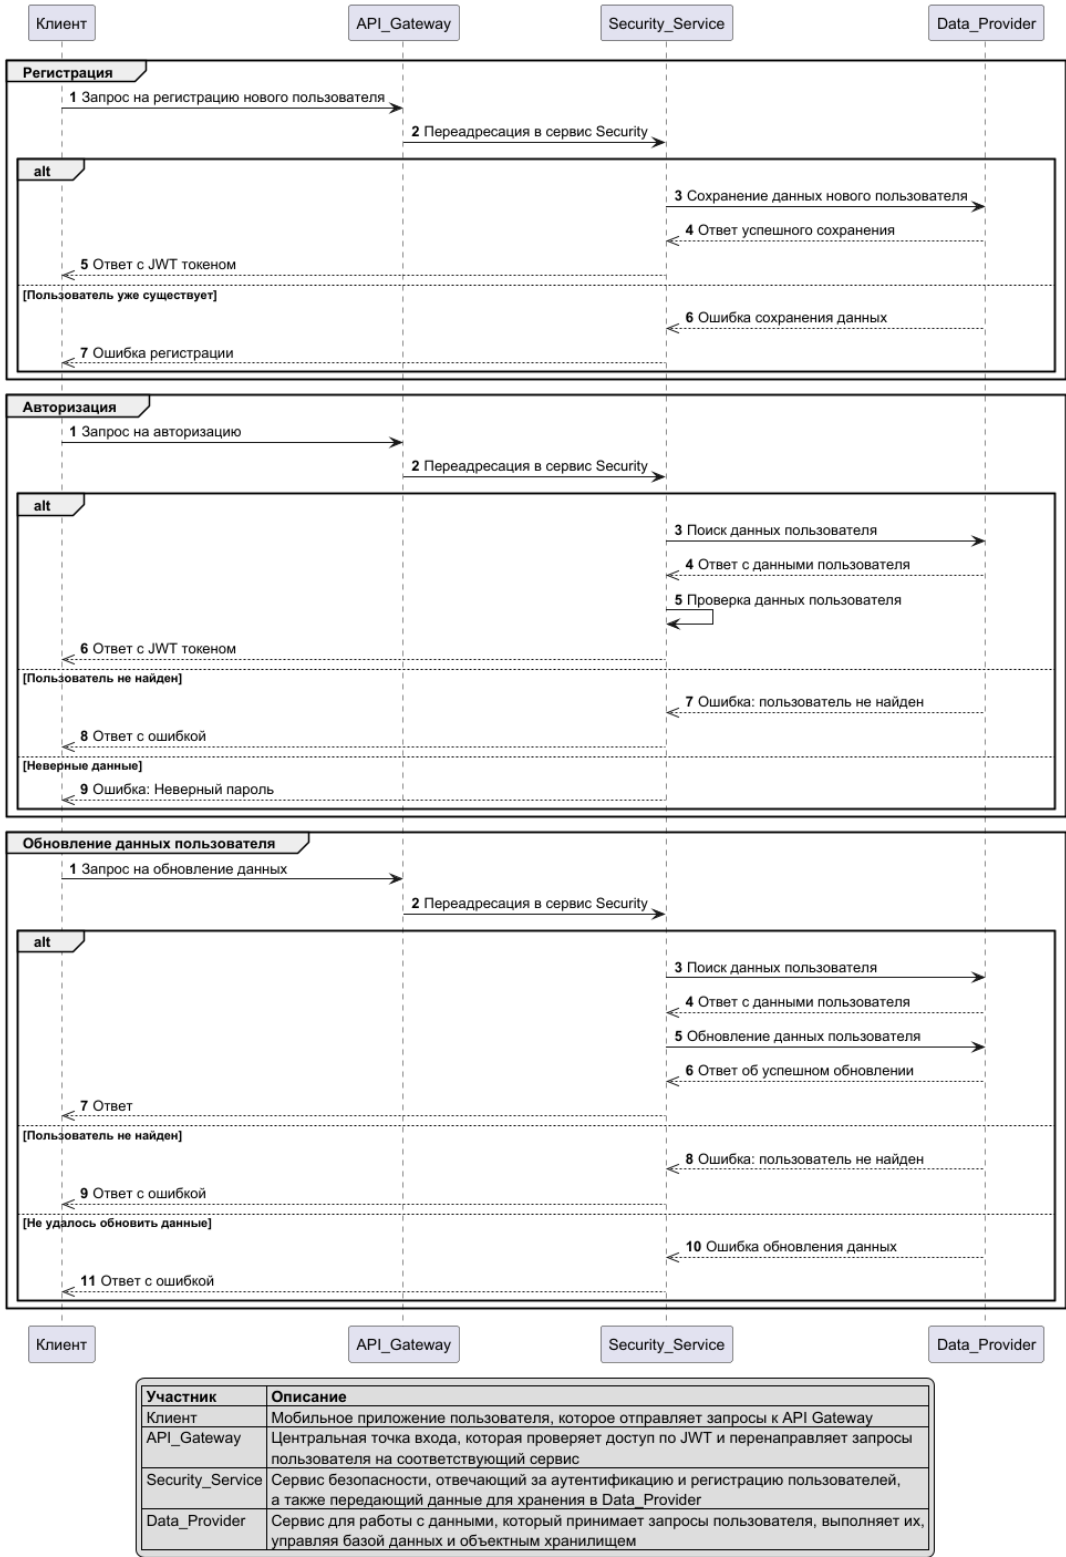 Клиент API_Gateway Security_Service Data_Provider
Регистрация
1 Запрос на регистрацию нового пользователя
2 Переадресация в сервис Security
alt
3 Сохранение данных нового пользователя
4 Ответ успешного сохранения
5 Ответ с JWT токеном
[Пользователь уже существует]
6 Ошибка сохранения данных
7 Ошибка регистрации
Авторизация
1 Запрос на авторизацию
2 Переадресация в сервис Security
alt
3 Поиск данных пользователя
4 Ответ с данными пользователя
5 Проверка данных пользователя
6 Ответ с JWT токеном
[Пользователь не найден]
7 Ошибка: пользователь не найден
8 Ответ с ошибкой
[Неверные данные]
9 Ошибка: Неверный пароль
Обновление данных пользователя
1 Запрос на обновление данных
2 Переадресация в сервис Security
alt
3 Поиск данных пользователя
4 Ответ с данными пользователя
5 Обновление данных пользователя
6 Ответ об успешном обновлении
7 Ответ
[Пользователь не найден]
8 Ошибка: пользователь не найден
9 Ответ с ошибкой
[Не удалось обновить данные]
10 Ошибка обновления данных
11 Ответ с ошибкой
Клиент API_Gateway Security_Service Data_Provider
Участник Описание
Клиент Мобильное приложение пользователя, которое отправляет запросы к API Gateway
API_Gateway Центральная точка входа, которая проверяет доступ по JWT и перенаправляет запросы
пользователя на соответствующий сервис
Security_Service Сервис безопасности, отвечающий за аутентификацию и регистрацию пользователей,
а также передающий данные для хранения в Data_Provider
Data_Provider Сервис для работы с данными, который принимает запросы пользователя, выполняет их,
управляя базой данных и объектным хранилищем